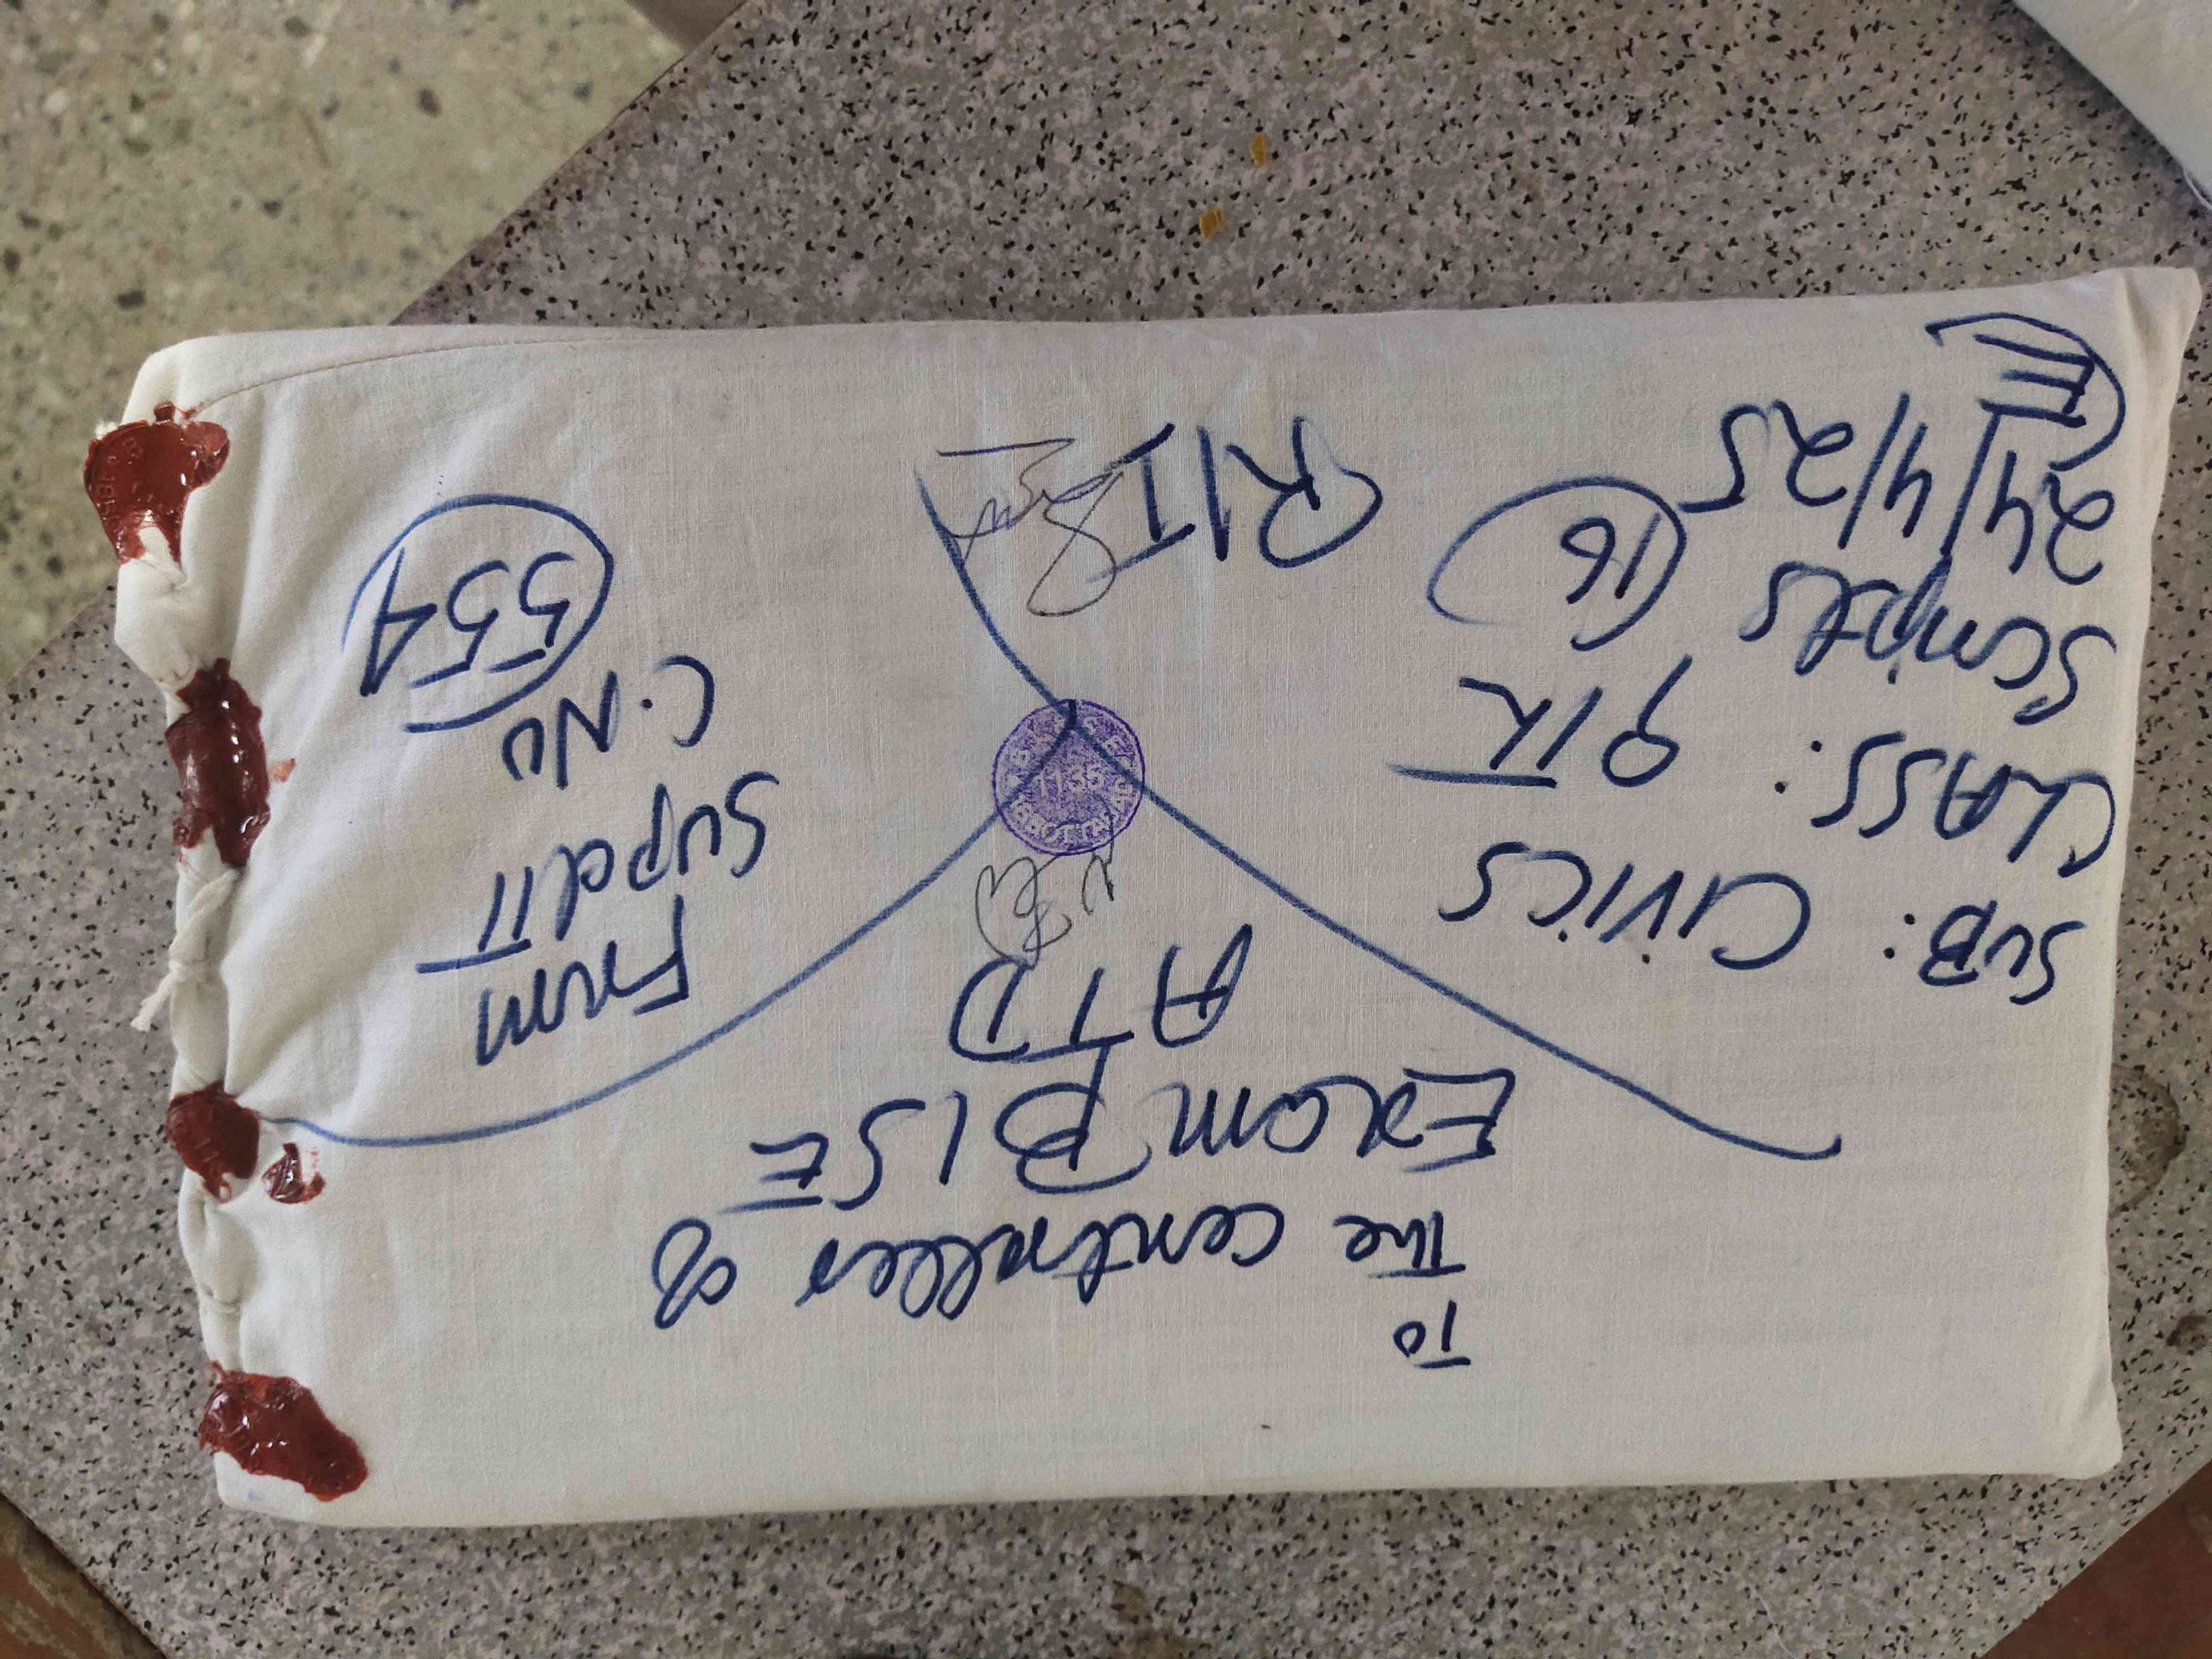 To
The controller of
Exam BISE
ATD
SUB: CIVICS
CLASS: 9th
Scripts 16
24/4/25
E
From
Supdtt
C.No
554
R/I
1135